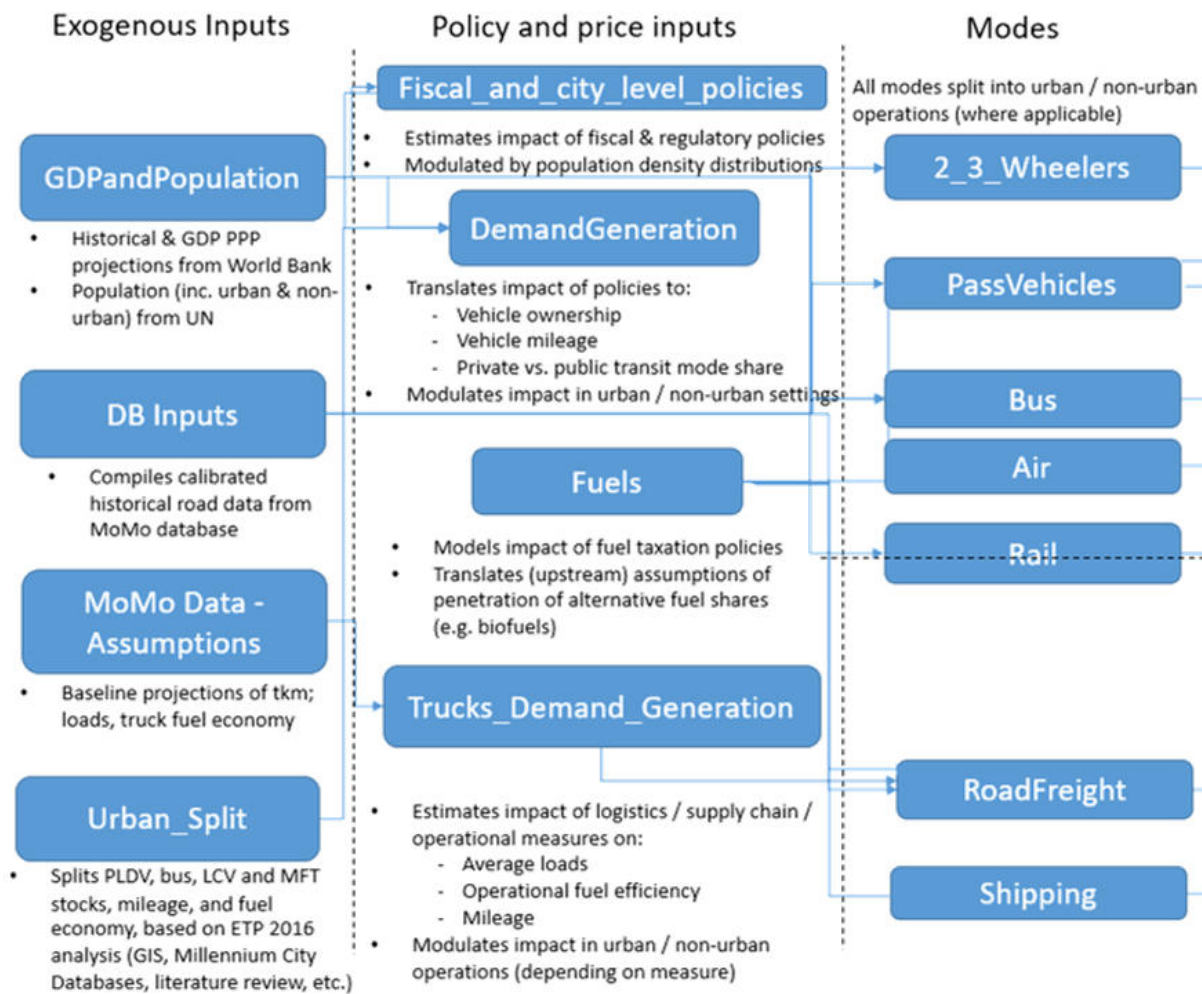 Exogenous Inputs
GDPandPopulation
• Historical & GDP PPP
projections from World Bank
• Population (inc. urban & non-
urban) from UN
DB Inputs
• Compiles calibrated
historical road data from
MoMo database
MoMo Data -
Assumptions
• Baseline projections of tkm;
loads, truck fuel economy
Urban_Split
• Splits PLDV, bus, LCV and MFT
stocks, mileage, and fuel
economy, based on ETP 2016
analysis (GIS, Millennium City
Databases, literature review, etc.)
Policy and price inputs
Fiscal_and_city_level_policies
• Estimates impact of fiscal & regulatory policies
• Modulated by population density distributions
DemandGeneration
• Translates impact of policies to:
- Vehicle ownership
- Vehicle mileage
- Private vs. public transit mode share
• Modulates impact in urban / non-urban settings
Fuels
• Models impact of fuel taxation policies
• Translates (upstream) assumptions of
penetration of alternative fuel shares
(e.g. biofuels)
Trucks_Demand_Generation
• Estimates impact of logistics / supply chain /
operational measures on:
- Average loads
- Operational fuel efficiency
- Mileage
• Modulates impact in urban / non-urban
operations (depending on measure)
Modes
All modes split into urban / non-urban
operations (where applicable)
2_3_Wheelers
PassVehicles
Bus
Air
Rail
RoadFreight
Shipping